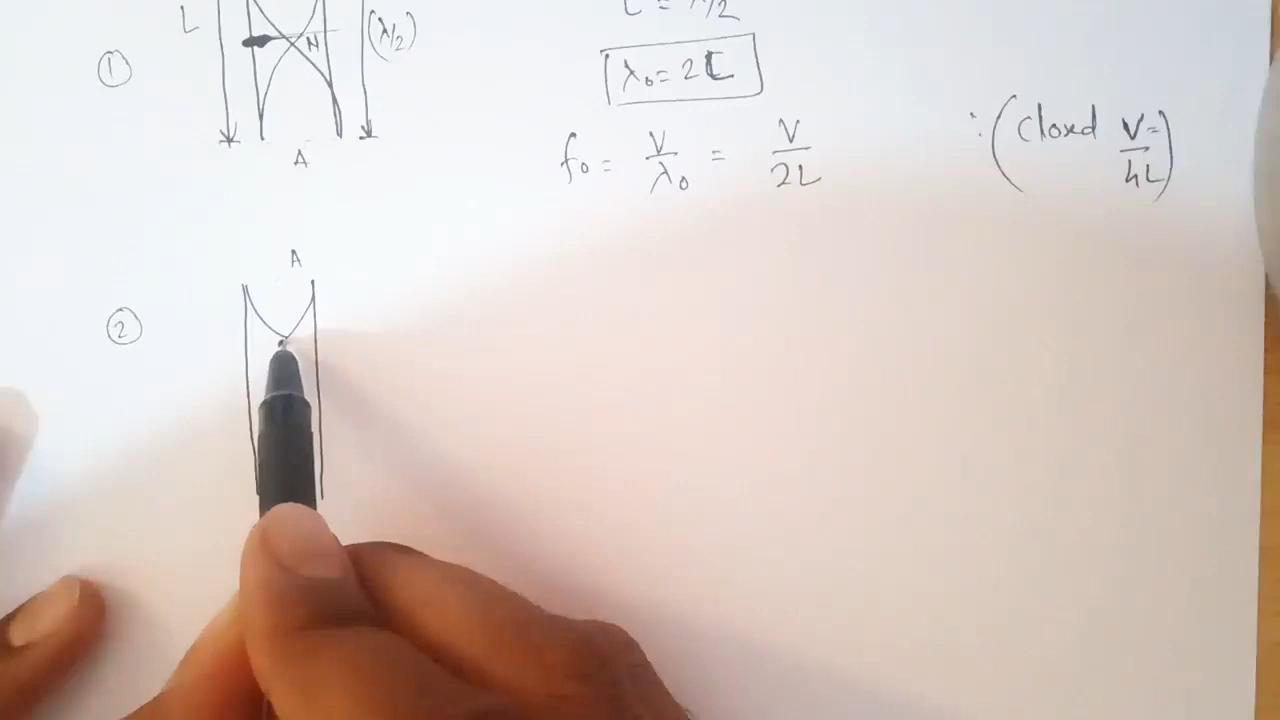 L = λ/2
L
N
(λ/2)
①
λ₀ = 2L
A
f₀ = V/λ₀ = V/2L
∵ (Closed V/4L =)
A
②